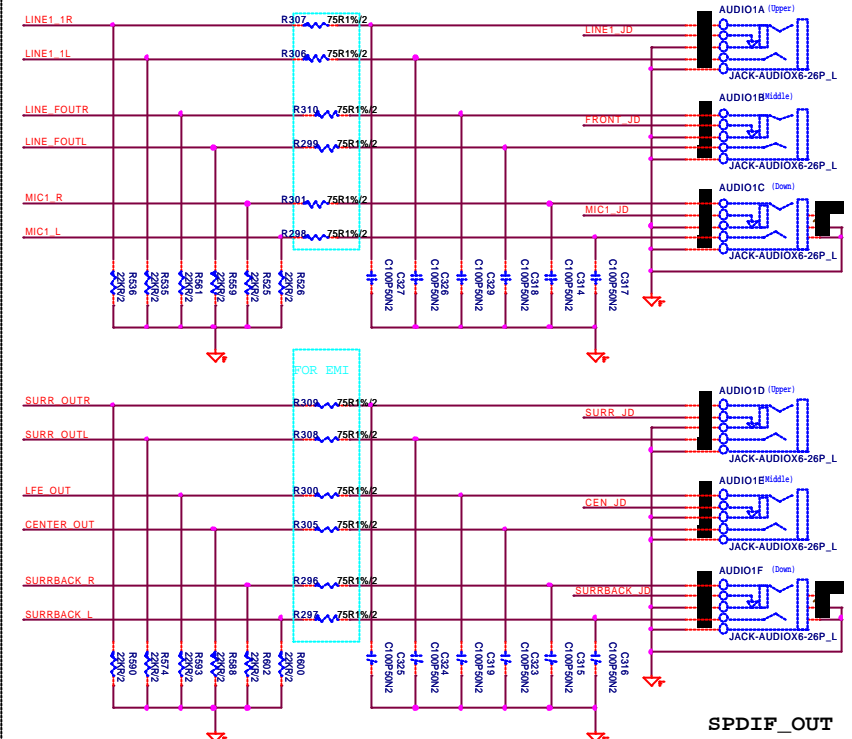 LINE1_1R
R307
75R1%/2
LINE1_JD
AUDIO1A (Upper)
LINE1_1L
R306
75R1%/2
JACK-AUDIOX6-26P_L
LINE_FOUTR
R310
75R1%/2
FRONT_JD
AUDIO1B (Middle)
LINE_FOUTL
R299
75R1%/2
JACK-AUDIOX6-26P_L
MIC1_R
R301
75R1%/2
MIC1_JD
AUDIO1C (Down)
MIC1_L
R298
75R1%/2
JACK-AUDIOX6-26P_L
R536
22KR/2
R535
22KR/2
R561
22KR/2
R559
22KR/2
R525
22KR/2
R526
22KR/2
C327
C100P50N2
C326
C100P50N2
C329
C100P50N2
C318
C100P50N2
C314
C100P50N2
C317
C100P50N2
FOR EMI
SURR_OUTR
R309
75R1%/2
SURR_JD
AUDIO1D (Upper)
SURR_OUTL
R308
75R1%/2
JACK-AUDIOX6-26P_L
LFE_OUT
R300
75R1%/2
CEN_JD
AUDIO1E (Middle)
CENTER_OUT
R305
75R1%/2
JACK-AUDIOX6-26P_L
SURRBACK_R
R296
75R1%/2
SURRBACK_JD
AUDIO1F (Down)
SURRBACK_L
R297
75R1%/2
JACK-AUDIOX6-26P_L
R590
22KR/2
R574
22KR/2
R593
22KR/2
R588
22KR/2
R602
22KR/2
R600
22KR/2
C325
C100P50N2
C324
C100P50N2
C319
C100P50N2
C323
C100P50N2
C315
C100P50N2
C316
C100P50N2
SPDIF_OUT